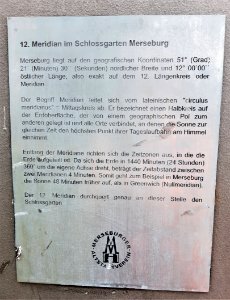 12. Meridian im Schlossgarten Merseburg
Merseburg liegt auf den geografischen Koordinaten 51° (Grad)
21' (Minuten) 30'' (Sekunden) nördlicher Breite und 12° 00' 00''
östlicher Länge, also exakt auf dem 12. Längenkreis oder
Meridian.
Der Begriff Meridian leitet sich vom lateinischen "circulus
meridianus" – Mittagskreis ab. Er bezeichnet einen Halbkreis auf
der Erdoberfläche, der von einem geographischen Pol zum
anderen gelegt ist und alle Orte verbindet, an denen die Sonne zur
gleichen Zeit den höchsten Punkt ihrer Tageslaufbahn am Himmel
einnimmt.
Entlang der Meridiane richten sich die Zeitzonen aus, in die die
Erde aufgeteilt ist. Da sich die Erde in 1440 Minuten (24 Stunden)
360° um die eigene Achse dreht, beträgt der Zeitabstand zwischen
zwei Meridianen 4 Minuten. Somit geht zum Beispiel in Merseburg
die Sonne 48 Minuten früher auf, als in Greenwich (Nullmeridian).
Der 12. Meridian durchquert genau an dieser Stelle den
Schlossgarten.
MERSEBURGER